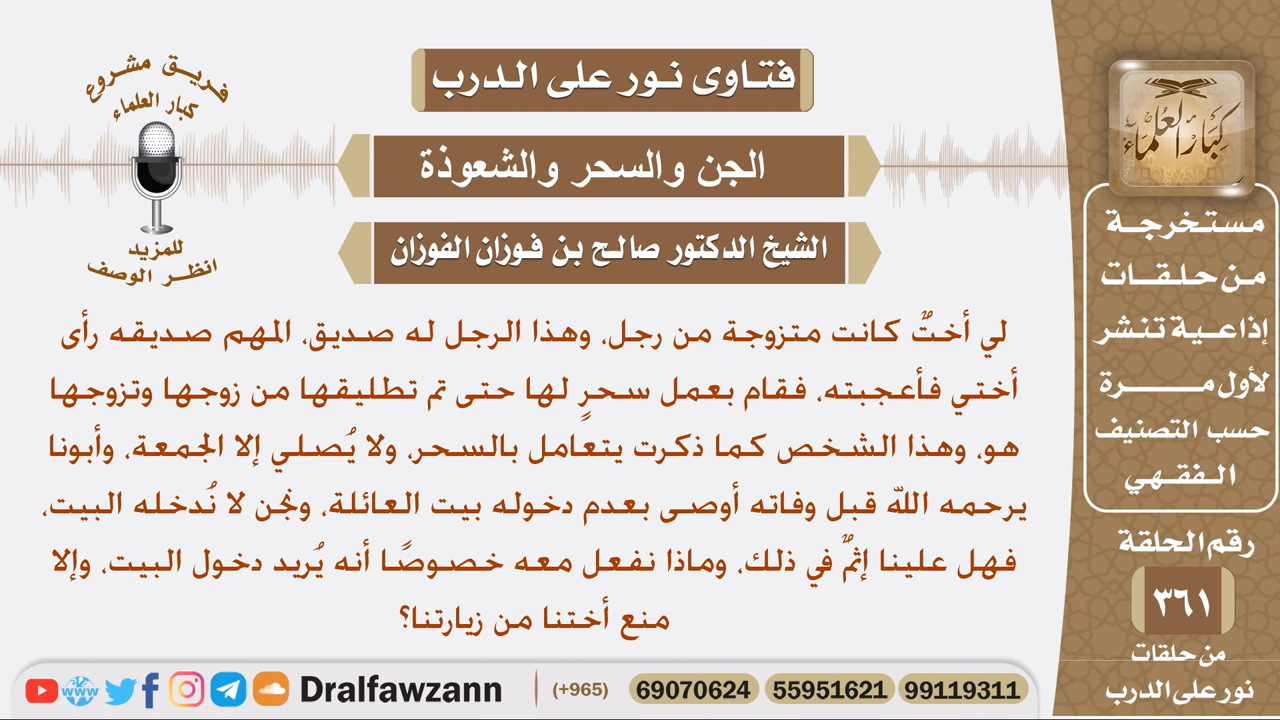 فريق مشروع
كبار العلماء
للمزيد
انظر الوصف
فتاوى نور على الدرب
الجن والسحر والشعوذة
الشيخ الدكتور صالح بن فوزان الفوزان
لي أختٌ كانت متزوجة من رجل، وهذا الرجل له صديق، المهم صديقه رأى
أختي فأعجبته، فقام بعمل سحرٍ لها حتى تم تطليقها من زوجها وتزوجها
هو، وهذا الشخص كما ذكرت يتعامل بالسحر، ولا يُصلي إلا الجمعة، وأبونا
يرحمه الله قبل وفاته أوصى بعدم دخوله بيت العائلة، ونحن لا نُدخله البيت،
فهل علينا إثمٌ في ذلك، وماذا نفعل معه خصوصًا أنه يُريد دخول البيت، وإلا
منع أختنا من زيارتنا؟
كِبَارُ العُلَمَاء
مستخرجة
من حلقات
إذاعية تنشر
لأول مرة
حسب التصنيف
الفقهي
رقم الحلقة
٣٦١
من حلقات
نور على الدرب
www
Dralfawzann
(+965) 69070624 55951621 99119311